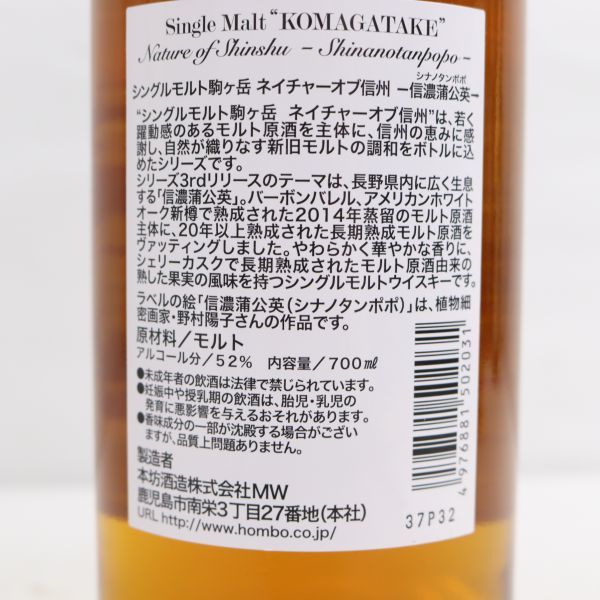 Single Malt “KOMAGATAKE”
Nature of Shinshu - Shinanotanpopo -
シナノタンポポ
シングルモルト駒ヶ岳 ネイチャーオブ信州 ー信濃蒲公英ー
“シングルモルト駒ヶ岳 ネイチャーオブ信州”は、若く
躍動感のあるモルト原酒を主体に、信州の恵みに感
謝し、自然が織りなす新旧モルトの調和をボトルに込
めたシリーズです。
シリーズ3rdリリースのテーマは、長野県内に広く生息
する「信濃蒲公英」。バーボンバレル、アメリカンホワイト
オーク新樽で熟成された2014年蒸留のモルト原酒
主体に、20年以上熟成された長期熟成モルト原酒を
ヴァッティングしました。やわらかく華やかな香りに、
シェリーカスクで長期熟成されたモルト原酒由来の
熟した果実の風味を持つシングルモルトウイスキーです。
ラベルの絵「信濃蒲公英(シナノタンポポ)」は、植物細
密画家・野村陽子さんの作品です。
原材料/モルト
アルコール分/52% 内容量/700㎖
●未成年者の飲酒は法律で禁じられています。
●妊娠中や授乳期の飲酒は、胎児・乳児の
発育に悪影響を与えるおそれがあります。
●香味成分の一部が沈殿する場合がござい
ますが、品質上問題ありません。
製造者
本坊酒造株式会社MW
鹿児島市南栄3丁目27番地(本社)
URL http://www.hombo.co.jp/
4976881502031
37P32